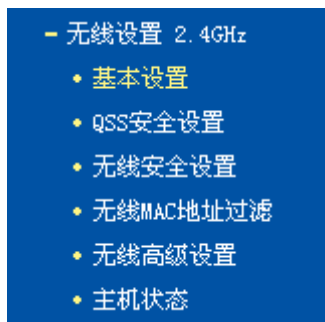 无线设置 2.4GHz
基本设置
QSS安全设置
无线安全设置
无线MAC地址过滤
无线高级设置
主机状态